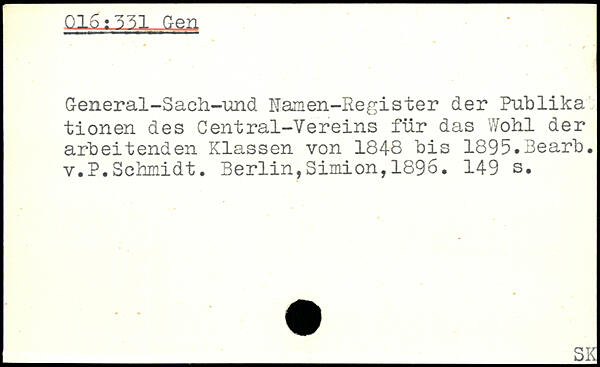 016:331 Gen
General-Sach-und Namen-Register der Publika
tionen des Central-Vereins für das Wohl der
arbeitenden Klassen von 1848 bis 1895.Bearb.
v.P.Schmidt. Berlin,Simion,1896. 149 s.
SK